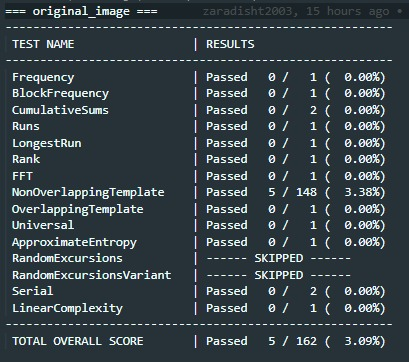 === original_image ===          zaradisht2003, 15 hours ago •
----------------------------------------------------------
TEST NAME                 | RESULTS
----------------------------------------------------------
Frequency                 | Passed   0 /   1 (  0.00%)
BlockFrequency            | Passed   0 /   1 (  0.00%)
CumulativeSums            | Passed   0 /   2 (  0.00%)
Runs                      | Passed   0 /   1 (  0.00%)
LongestRun                | Passed   0 /   1 (  0.00%)
Rank                      | Passed   0 /   1 (  0.00%)
FFT                       | Passed   0 /   1 (  0.00%)
NonOverlappingTemplate    | Passed   5 / 148 (  3.38%)
OverlappingTemplate       | Passed   0 /   1 (  0.00%)
Universal                 | Passed   0 /   1 (  0.00%)
ApproximateEntropy        | Passed   0 /   1 (  0.00%)
RandomExcursions          | ------ SKIPPED ------
RandomExcursionsVariant   | ------ SKIPPED ------
Serial                    | Passed   0 /   2 (  0.00%)
LinearComplexity          | Passed   0 /   1 (  0.00%)
----------------------------------------------------------
TOTAL OVERALL SCORE       | Passed   5 / 162 (  3.09%)
----------------------------------------------------------